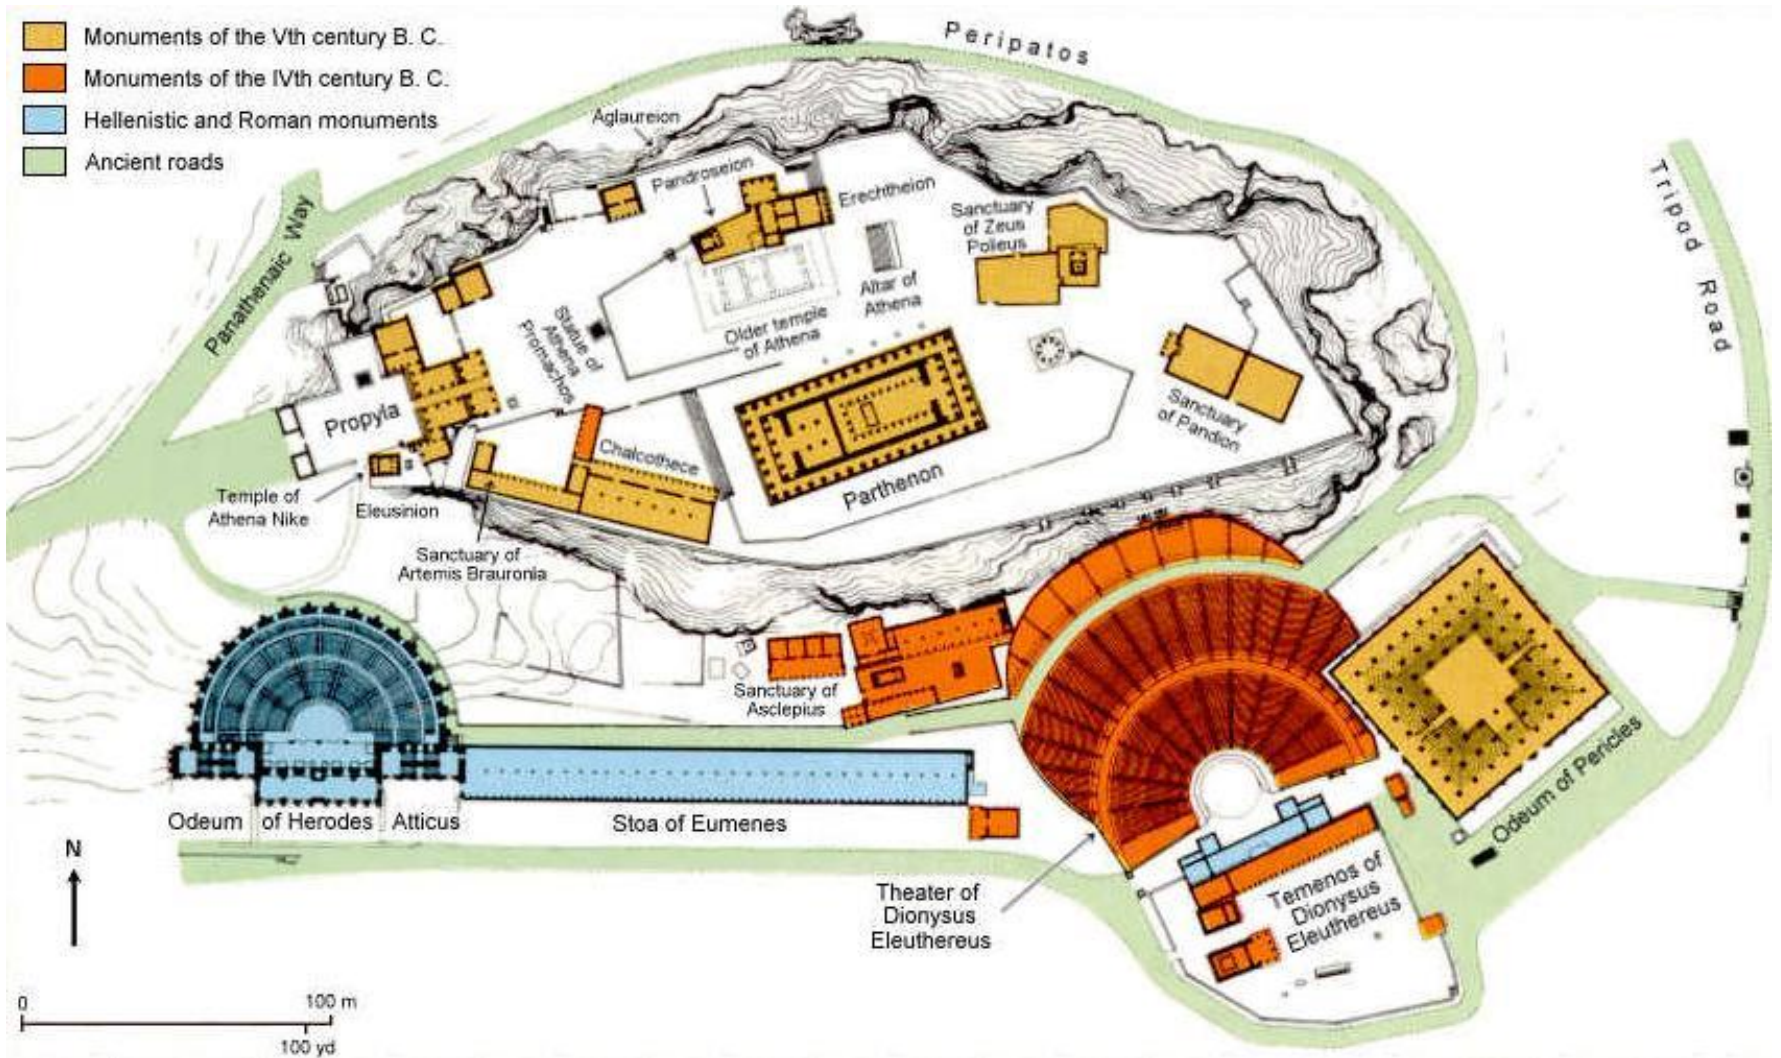 Monuments of the Vth century B. C.
Monuments of the IVth century B. C.
Hellenistic and Roman monuments
Ancient roads
Peripatos
Aglaureion
Pandroseion
Erechtheion
Sanctuary
of Zeus
Polieus
Tripod Road
Panathenaic Way
Altar of
Athena
Statue of
Athena
Promachos
Older temple
of Athena
Propyla
Sanctuary
of Pandion
Chalcothece
Parthenon
Temple of
Athena Nike
Eleusinion
Sanctuary of
Artemis Brauronia
Sanctuary of
Asclepius
Odeum of Pericles
Odeum of Herodes Atticus
Stoa of Eumenes
N
Theater of
Dionysus
Eleuthereus
Temenos of
Dionysus
Eleuthereus
0 100 m
100 yd